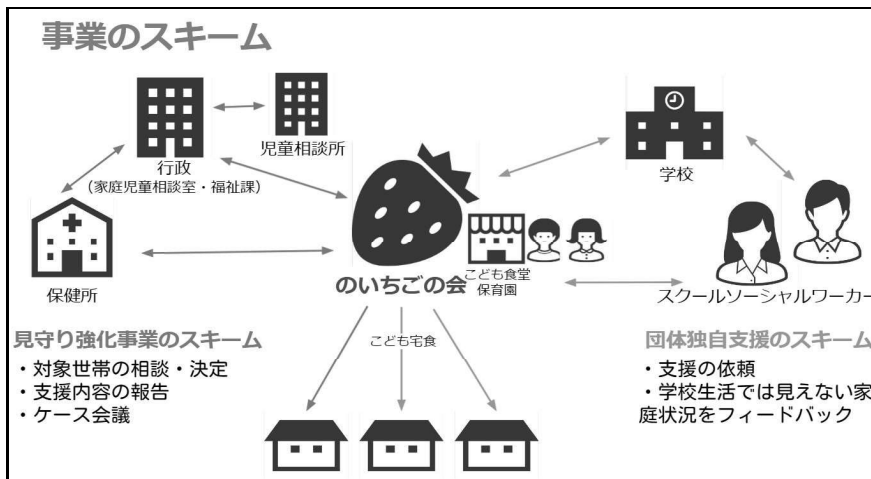 事業のスキーム
児童相談所
行政
（家庭児童相談室・福祉課）
学校
保健所
のいちごの会
こども食堂
保育園
スクールソーシャルワーカー
こども宅食
見守り強化事業のスキーム
・対象世帯の相談・決定
・支援内容の報告
・ケース会議
団体独自支援のスキーム
・支援の依頼
・学校生活では見えない家
庭状況をフィードバック